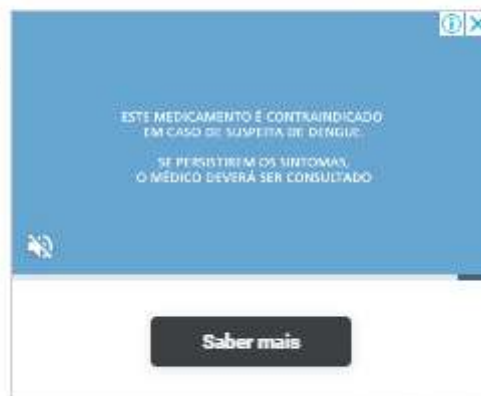 ESTE MEDICAMENTO É CONTRAINDICADO
EM CASO DE SUSPEITA DE DENGUE.
SE PERSISTIREM OS SINTOMAS,
O MÉDICO DEVERÁ SER CONSULTADO
Saber mais